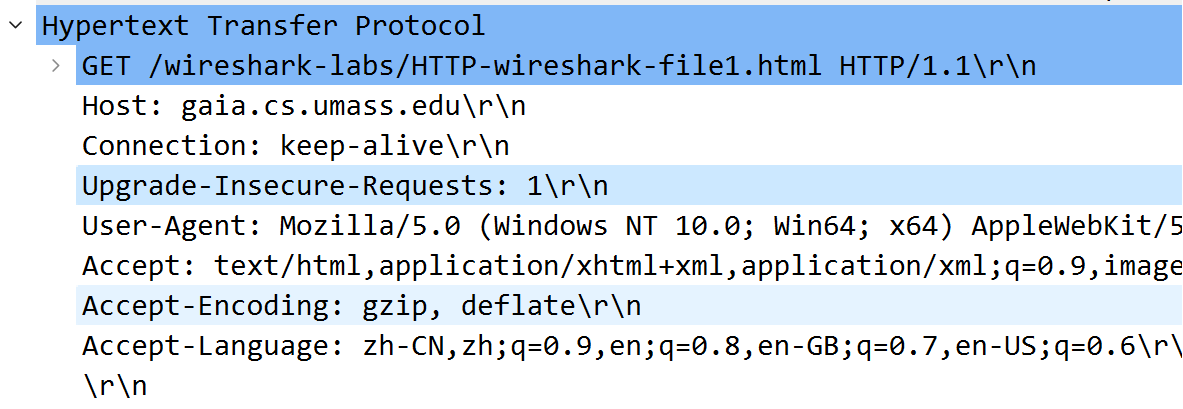 Hypertext Transfer Protocol
GET /wireshark-labs/HTTP-wireshark-file1.html HTTP/1.1\r\n
Host: gaia.cs.umass.edu\r\n
Connection: keep-alive\r\n
Upgrade-Insecure-Requests: 1\r\n
User-Agent: Mozilla/5.0 (Windows NT 10.0; Win64; x64) AppleWebKit/5
Accept: text/html,application/xhtml+xml,application/xml;q=0.9,image
Accept-Encoding: gzip, deflate\r\n
Accept-Language: zh-CN,zh;q=0.9,en;q=0.8,en-GB;q=0.7,en-US;q=0.6\r\
\r\n